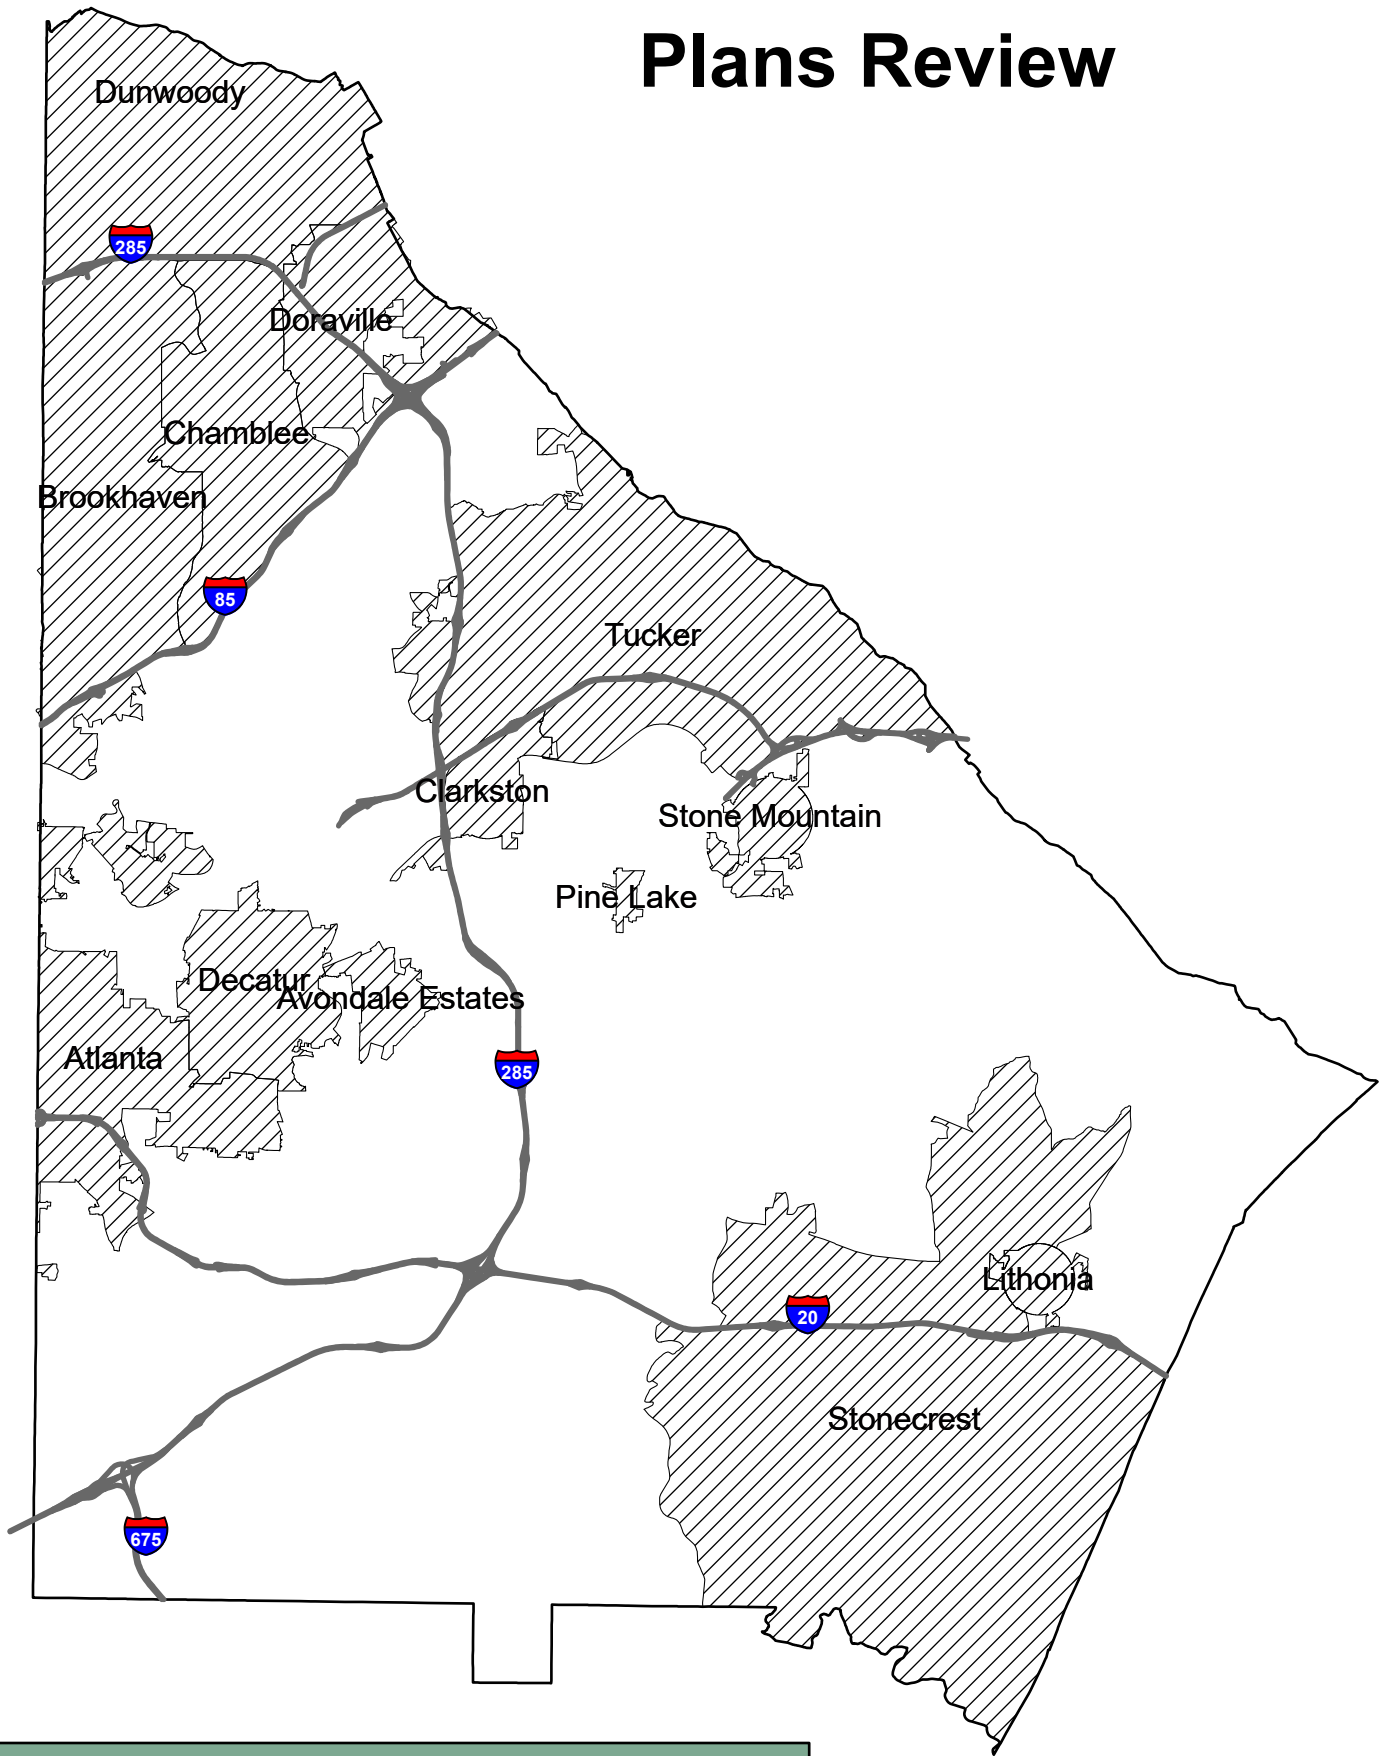 Plans Review
Dunwoody
285
Doraville
Chamblee
Brookhaven
85
Tucker
Clarkston
Stone Mountain
Pine Lake
Decatur
Avondale Estates
Atlanta
285
Lithonia
20
Stonecrest
675